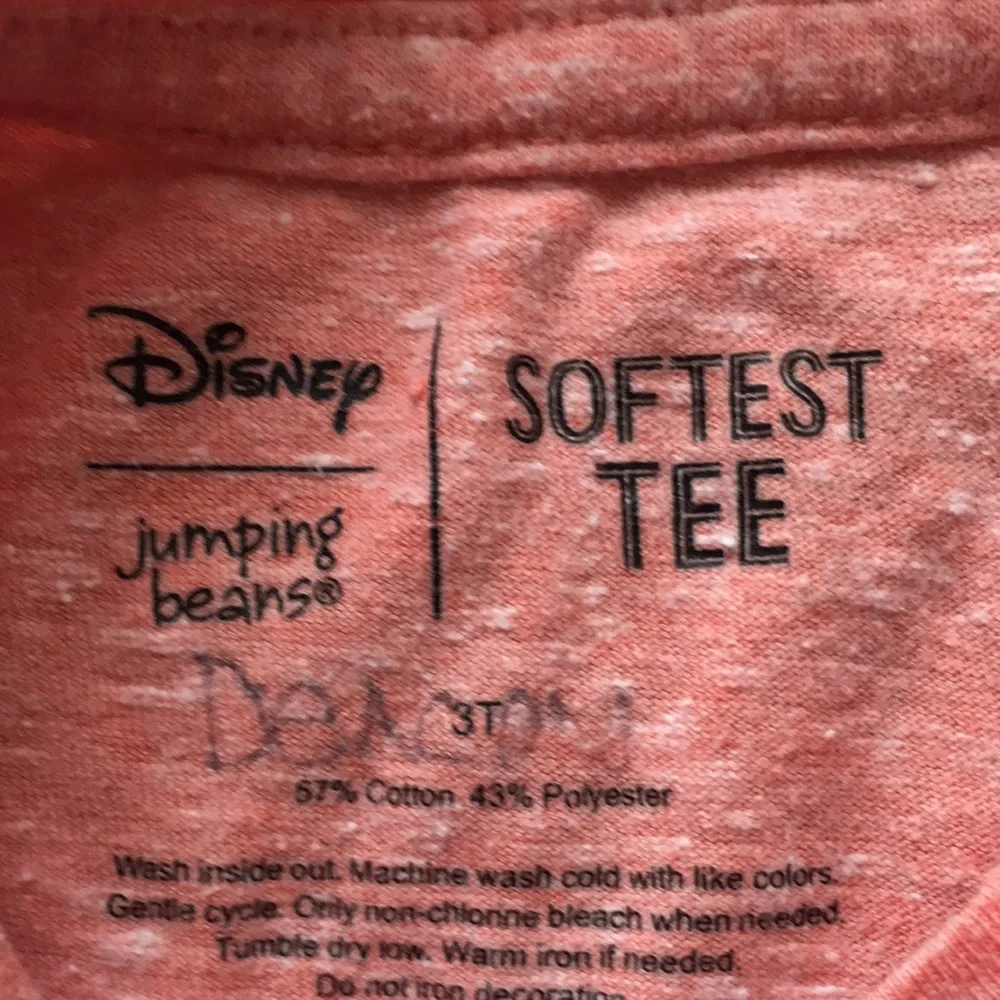 Disney
jumping
beans®
SOFTEST
TEE
3T
57% Cotton 43% Polyester
Wash inside out. Machine wash cold with like colors.
Gentle cycle. Only non-chlorine bleach when needed.
Tumble dry low. Warm iron if needed.
Do not iron decoration